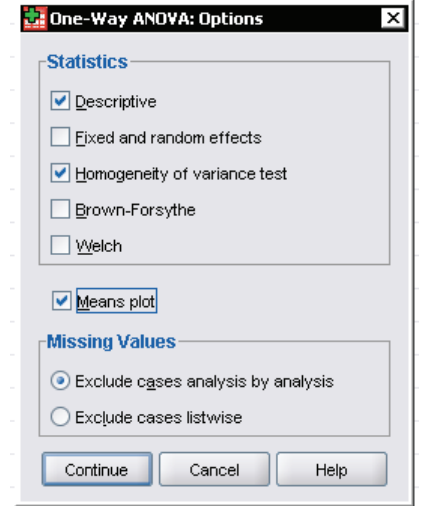 One-Way ANOVA: Options
Statistics
Descriptive
Fixed and random effects
Homogeneity of variance test
Brown-Forsythe
Welch
Means plot
Missing Values
Exclude cases analysis by analysis
Exclude cases listwise
Continue Cancel Help